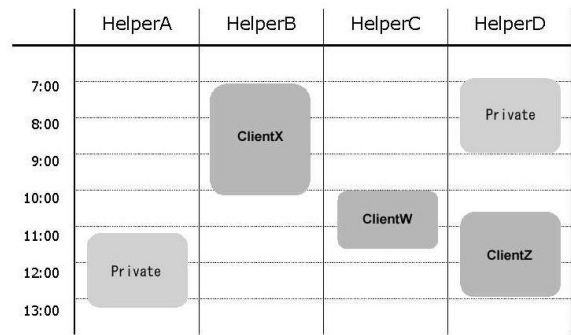 HelperA HelperB HelperC HelperD
7:00
8:00 Private
ClientX
9:00
10:00
ClientW
11:00
ClientZ
12:00 Private
13:00